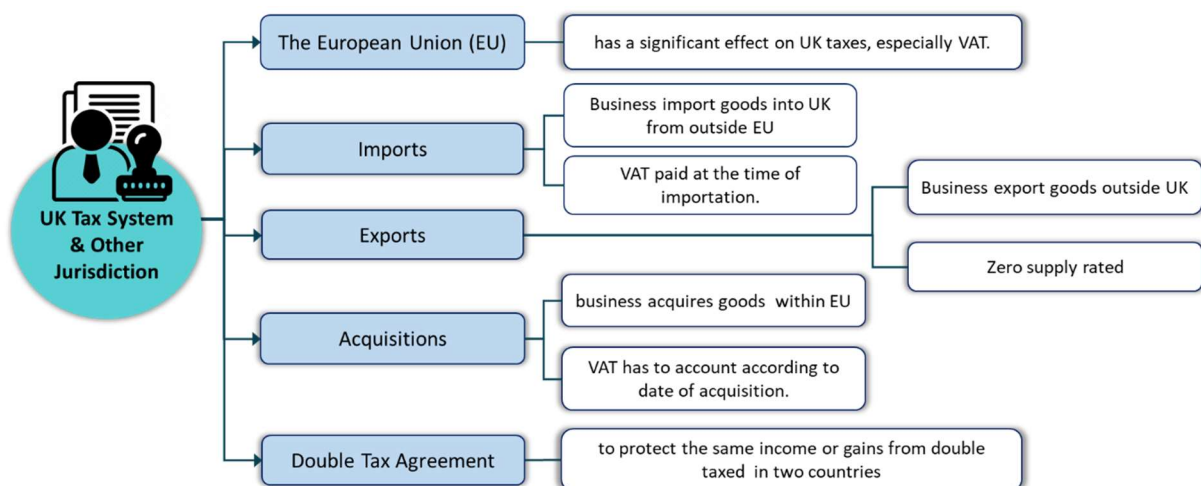 UK Tax System
& Other
Jurisdiction
The European Union (EU)
has a significant effect on UK taxes, especially VAT.
Imports
Business import goods into UK
from outside EU
VAT paid at the time of
importation.
Exports
Business export goods outside UK
Zero supply rated
Acquisitions
business acquires goods within EU
VAT has to account according to
date of acquisition.
Double Tax Agreement
to protect the same income or gains from double
taxed in two countries